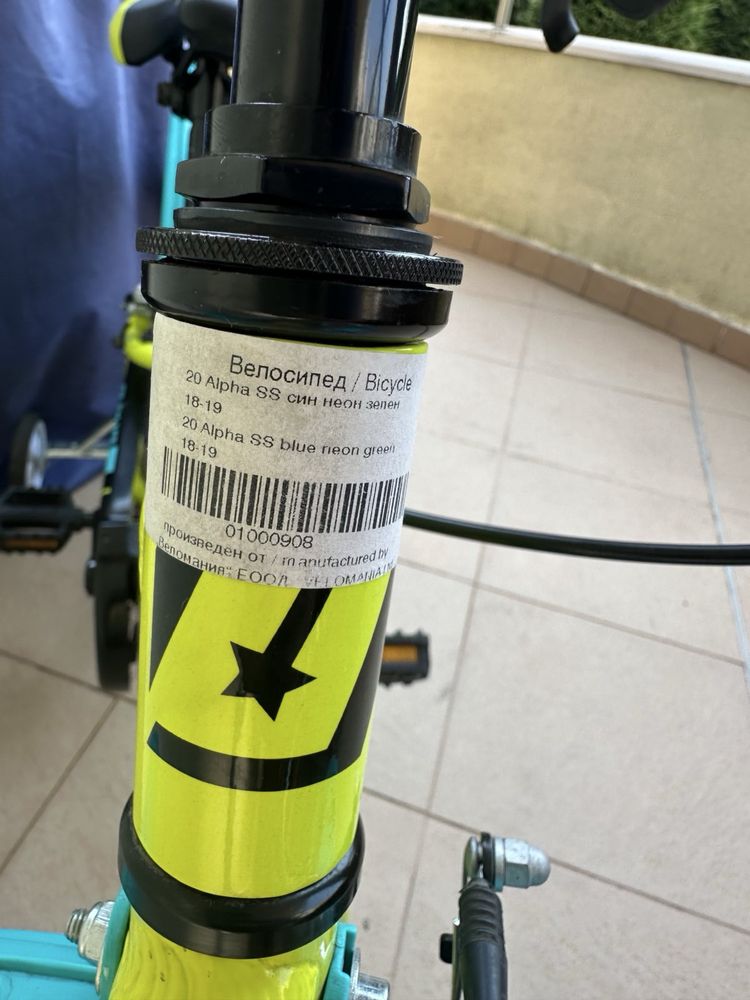 Велосипед / Bicycle
20 Alpha SS син неон зелен
18-19
20 Alpha SS blue neon green
18-19
01000908
произведен от / manufactured by
Веломания" ЕООД VELOMANIA